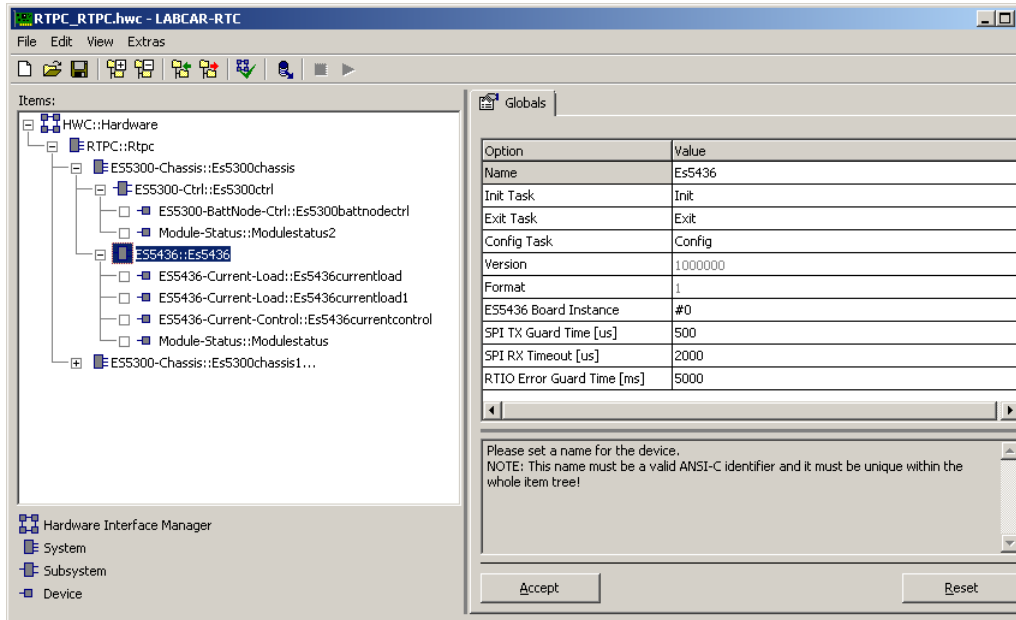 RTPC_RTPC.hwc - LABCAR-RTC
File Edit View Extras
Items:
HWC::Hardware
RTPC::Rtpc
ES5300-Chassis::Es5300chassis
ES5300-Ctrl::Es5300ctrl
ES5300-BattNode-Ctrl::Es5300battnodectrl
Module-Status::Modulestatus2
ES5436::Es5436
ES5436-Current-Load::Es5436currentload
ES5436-Current-Load::Es5436currentload1
ES5436-Current-Control::Es5436currentcontrol
Module-Status::Modulestatus
ES5300-Chassis::Es5300chassis1...
Hardware Interface Manager
System
Subsystem
Device
Globals
Option Value
Name Es5436
Init Task Init
Exit Task Exit
Config Task Config
Version 1000000
Format 1
ES5436 Board Instance #0
SPI TX Guard Time [us] 500
SPI RX Timeout [us] 2000
RTIO Error Guard Time [ms] 5000
Please set a name for the device.
NOTE: This name must be a valid ANSI-C identifier and it must be unique within the
whole item tree!
Accept Reset